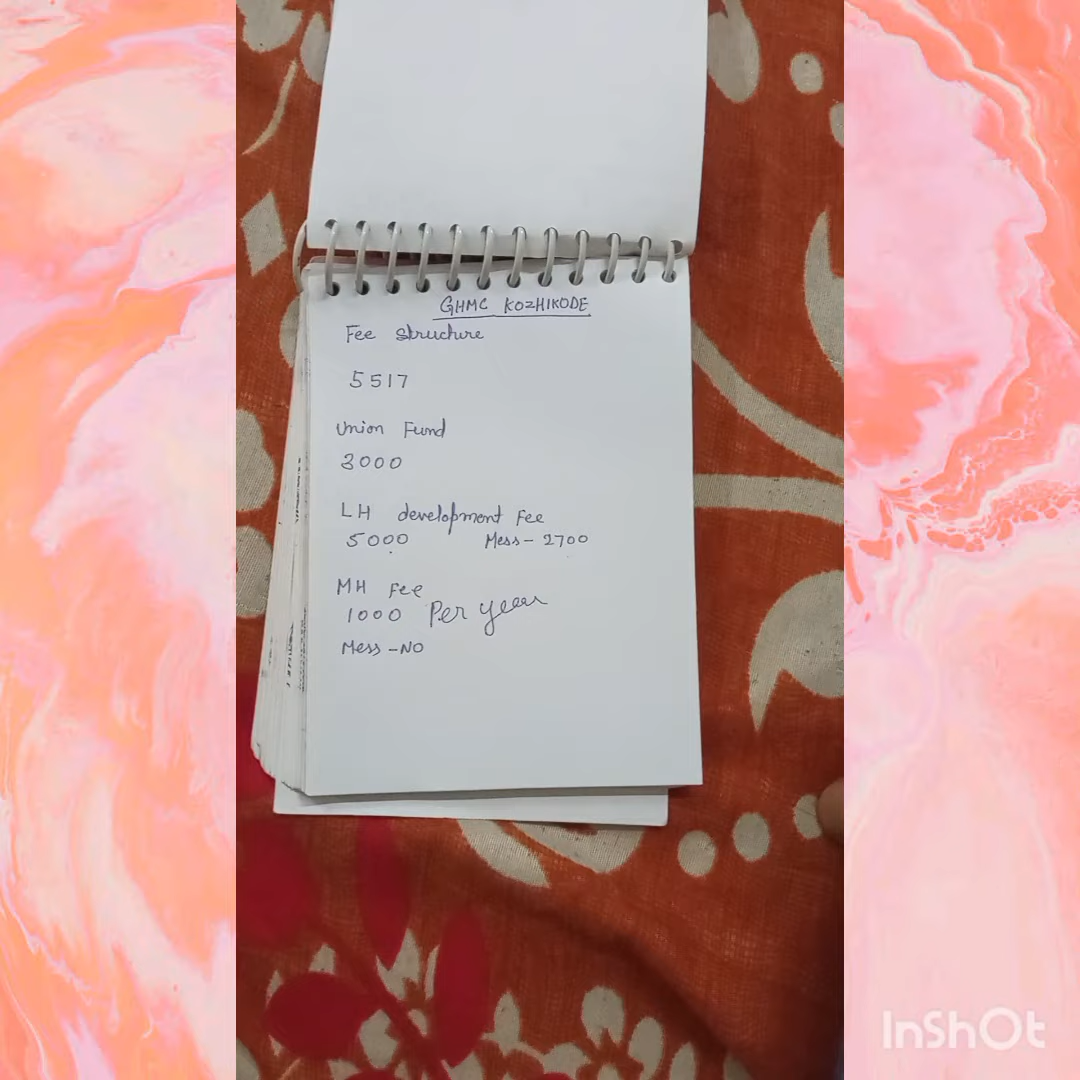 GHMC KOZHIKODE
Fee structure
5517
Union Fund
3000
LH development Fee
5000 Mess - 2700
MH Fee
1000 Per year
Mess - NO
InShOt